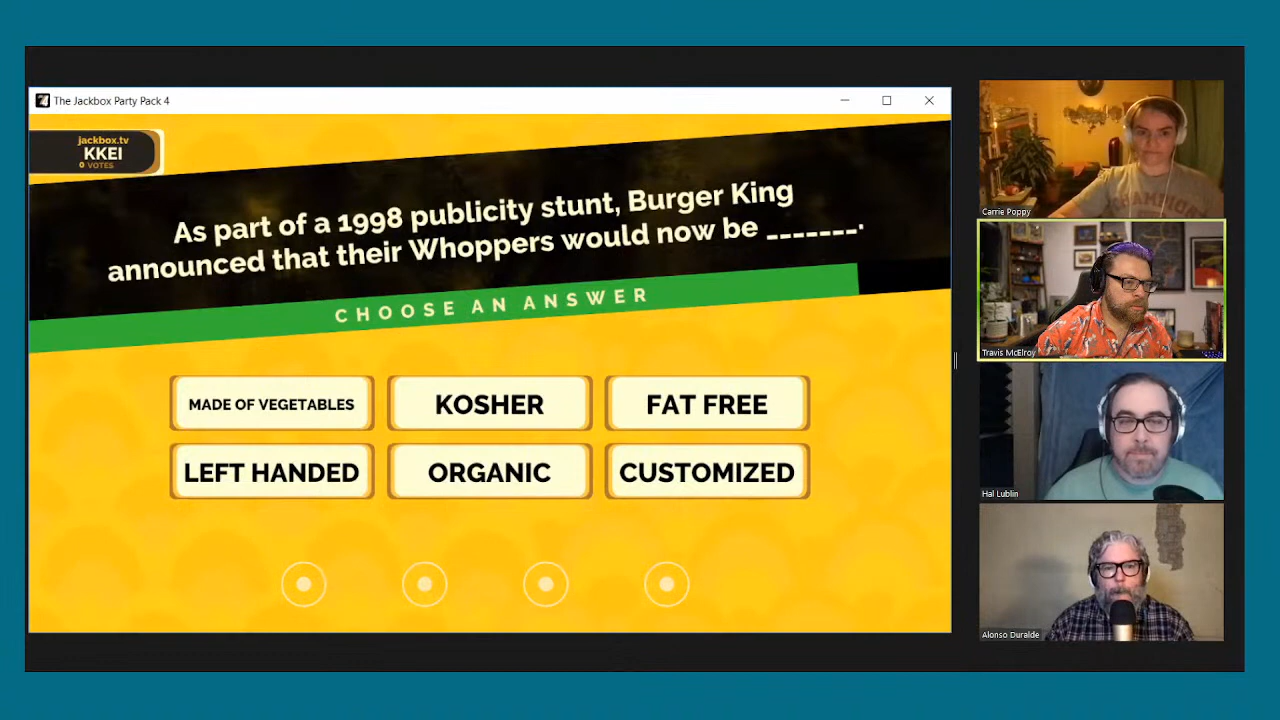 The Jackbox Party Pack 4
jackbox.tv
KKEI
0 VOTES
As part of a 1998 publicity stunt, Burger King
announced that their Whoppers would now be _______.
CHOOSE AN ANSWER
MADE OF VEGETABLES
KOSHER
FAT FREE
LEFT HANDED
ORGANIC
CUSTOMIZED
Carrie Poppy
Travis McElroy
Hal Lublin
Alonso Duralde